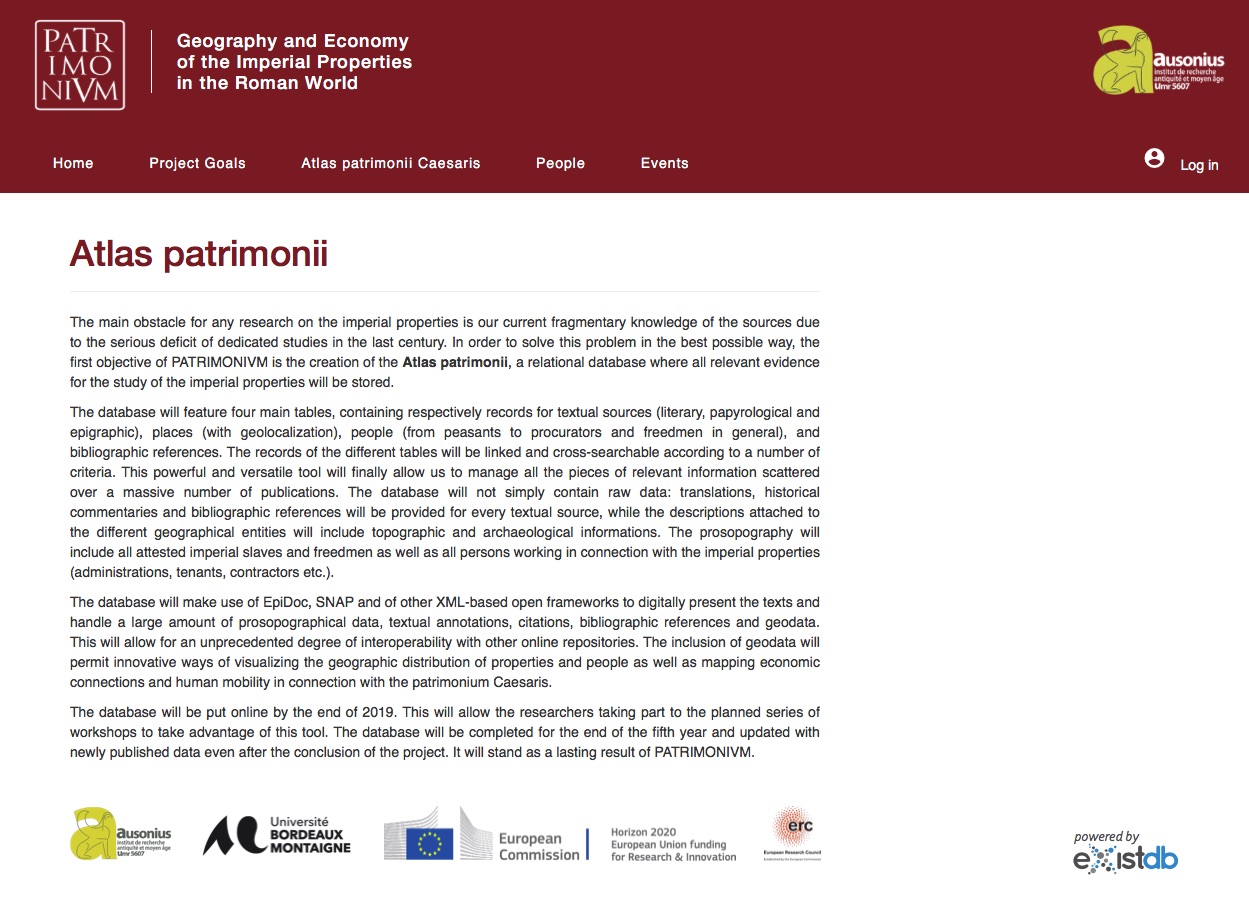 PATR
IMO
NIVM
Geography and Economy
of the Imperial Properties
in the Roman World
ausonius
institut de recherche
antiquité et moyen âge
Umr 5607
Home
Project Goals
Atlas patrimonii Caesaris
People
Events
Log in
Atlas patrimonii
The main obstacle for any research on the imperial properties is our current fragmentary knowledge of the sources due
to the serious deficit of dedicated studies in the last century. In order to solve this problem in the best possible way, the
first objective of PATRIMONIVM is the creation of the Atlas patrimonii, a relational database where all relevant evidence
for the study of the imperial properties will be stored.
The database will feature four main tables, containing respectively records for textual sources (literary, papyrological and
epigraphic), places (with geolocalization), people (from peasants to procurators and freedmen in general), and
bibliographic references. The records of the different tables will be linked and cross-searchable according to a number of
criteria. This powerful and versatile tool will finally allow us to manage all the pieces of relevant information scattered
over a massive number of publications. The database will not simply contain raw data: translations, historical
commentaries and bibliographic references will be provided for every textual source, while the descriptions attached to
the different geographical entities will include topographic and archaeological informations. The prosopography will
include all attested imperial slaves and freedmen as well as all persons working in connection with the imperial properties
(administrations, tenants, contractors etc.).
The database will make use of EpiDoc, SNAP and of other XML-based open frameworks to digitally present the texts and
handle a large amount of prosopographical data, textual annotations, citations, bibliographic references and geodata.
This will allow for an unprecedented degree of interoperability with other online repositories. The inclusion of geodata will
permit innovative ways of visualizing the geographic distribution of properties and people as well as mapping economic
connections and human mobility in connection with the patrimonium Caesaris.
The database will be put online by the end of 2019. This will allow the researchers taking part to the planned series of
workshops to take advantage of this tool. The database will be completed for the end of the fifth year and updated with
newly published data even after the conclusion of the project. It will stand as a lasting result of PATRIMONIVM.
ausonius
institut de recherche
antiquité et moyen âge
Umr 5607
Université
BORDEAUX
MONTAIGNE
European
Commission
Horizon 2020
European Union funding
for Research & Innovation
erc
European Research Council
Established by the European Commission
powered by
existdb